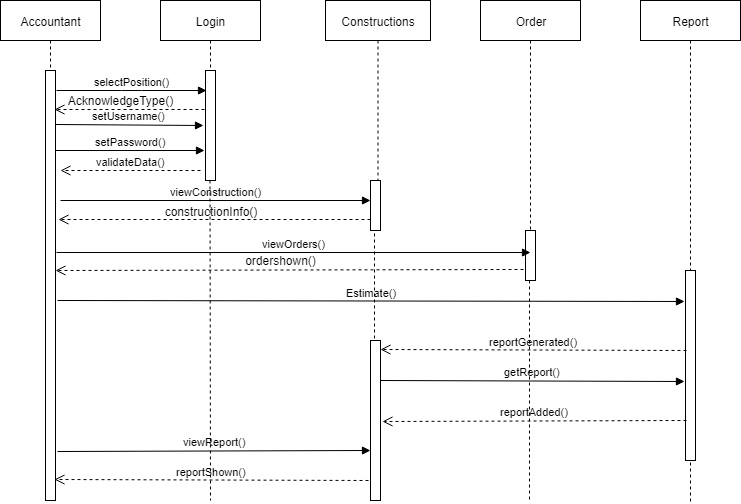 Accountant
Login
Constructions
Order
Report
selectPosition()
AcknowledgeType()
setUsername()
setPassword()
validateData()
viewConstruction()
constructionInfo()
viewOrders()
ordershown()
Estimate()
reportGenerated()
getReport()
reportAdded()
viewReport()
reportShown()